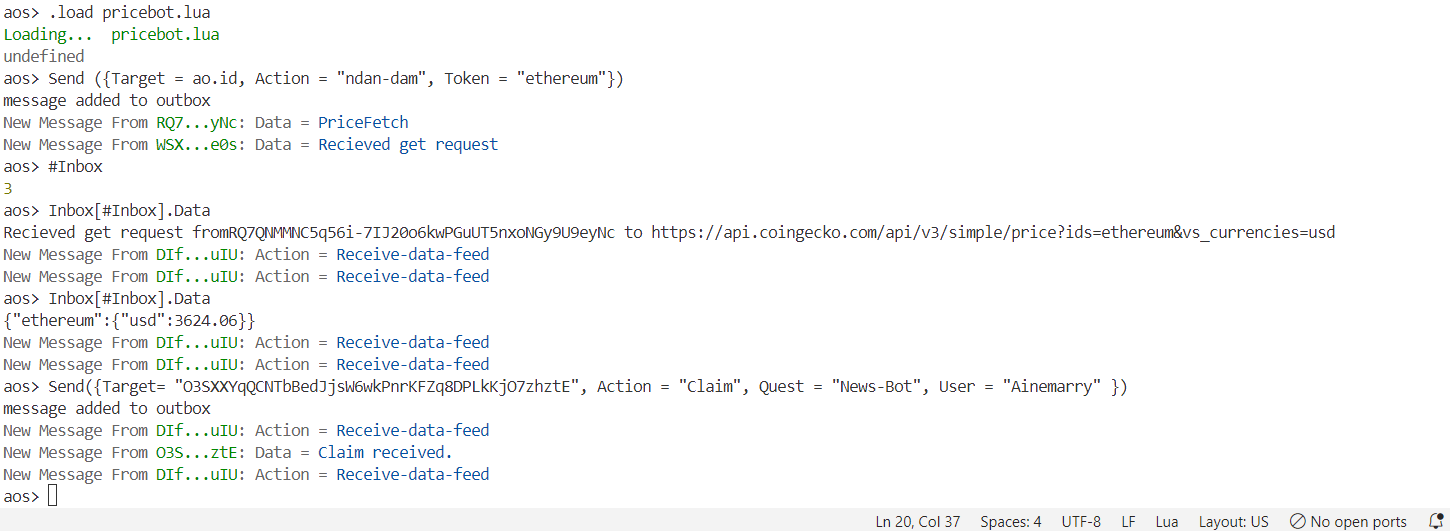 aos> .load pricebot.lua
Loading...  pricebot.lua
undefined
aos> Send ({Target = ao.id, Action = "ndan-dam", Token = "ethereum"})
message added to outbox
New Message From RQ7...yNc: Data = PriceFetch
New Message From WSX...e0s: Data = Recieved get request
aos> #Inbox
3
aos> Inbox[#Inbox].Data
Recieved get request fromRQ7QNMMNC5q56i-7IJ20o6kwPGuUT5nxoNGy9U9eyNc to https://api.coingecko.com/api/v3/simple/price?ids=ethereum&vs_currencies=usd
New Message From DIf...uIU: Action = Receive-data-feed
New Message From DIf...uIU: Action = Receive-data-feed
aos> Inbox[#Inbox].Data
{"ethereum":{"usd":3624.06}}
New Message From DIf...uIU: Action = Receive-data-feed
New Message From DIf...uIU: Action = Receive-data-feed
aos> Send({Target= "O3SXXYqQCNTbBedJjsW6wkPnrKFZq8DPLkKjO7zhztE", Action = "Claim", Quest = "News-Bot", User = "Ainemarry" })
message added to outbox
New Message From DIf...uIU: Action = Receive-data-feed
New Message From O3S...ztE: Data = Claim received.
New Message From DIf...uIU: Action = Receive-data-feed
aos>
Ln 20, Col 37 Spaces: 4 UTF-8 LF Lua Layout: US No open ports